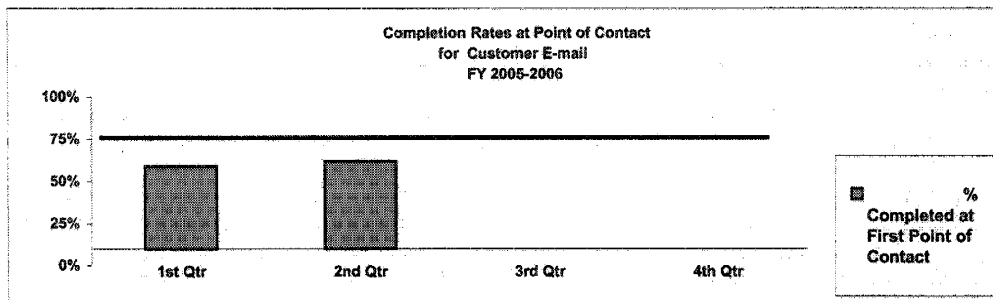 Completion Rates at Point of Contact
for Customer E-mail
FY 2005-2006
100%
75%
50%
25%
0%
1st Qtr
2nd Qtr
3rd Qtr
4th Qtr
%
Completed at
First Point of
Contact